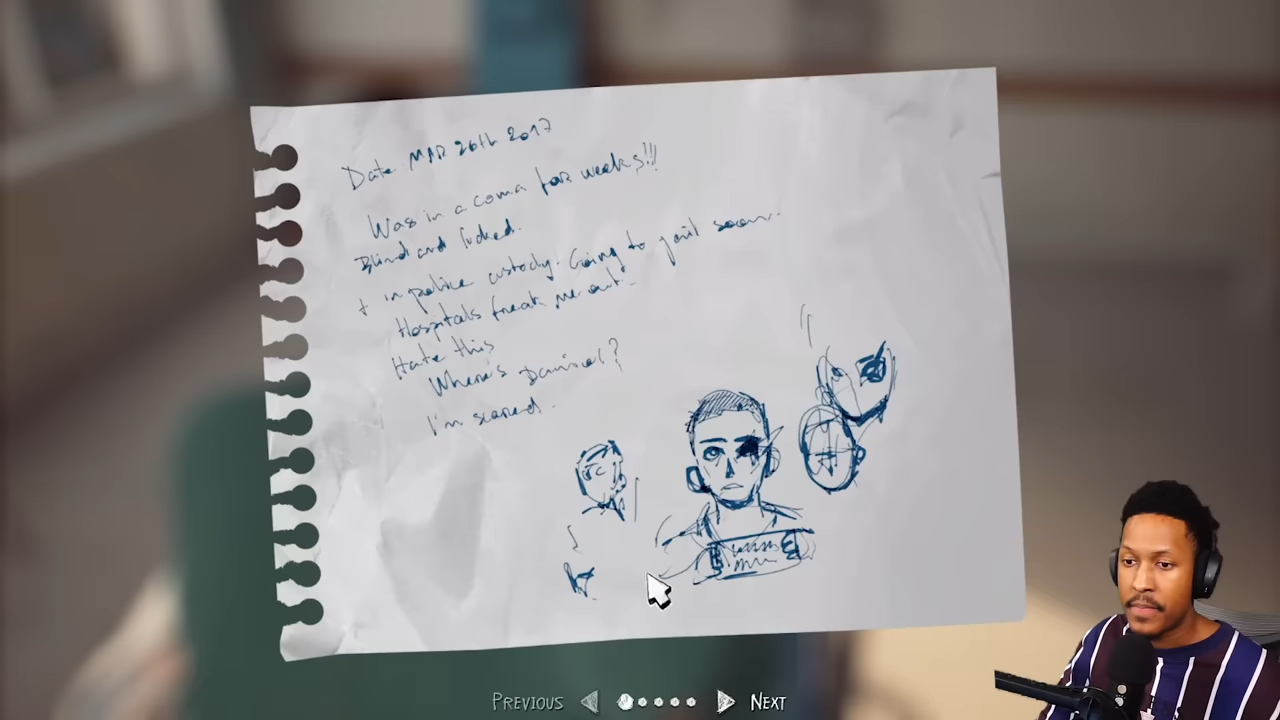 Date MAR 26th 2017
Was in a coma for weeks!!!
Blind and fucked.
+ in police custody. Going to jail soon.
Hospitals freak me out.
Hate this
Where's Daniel?
I'm scared.
Previous
Next